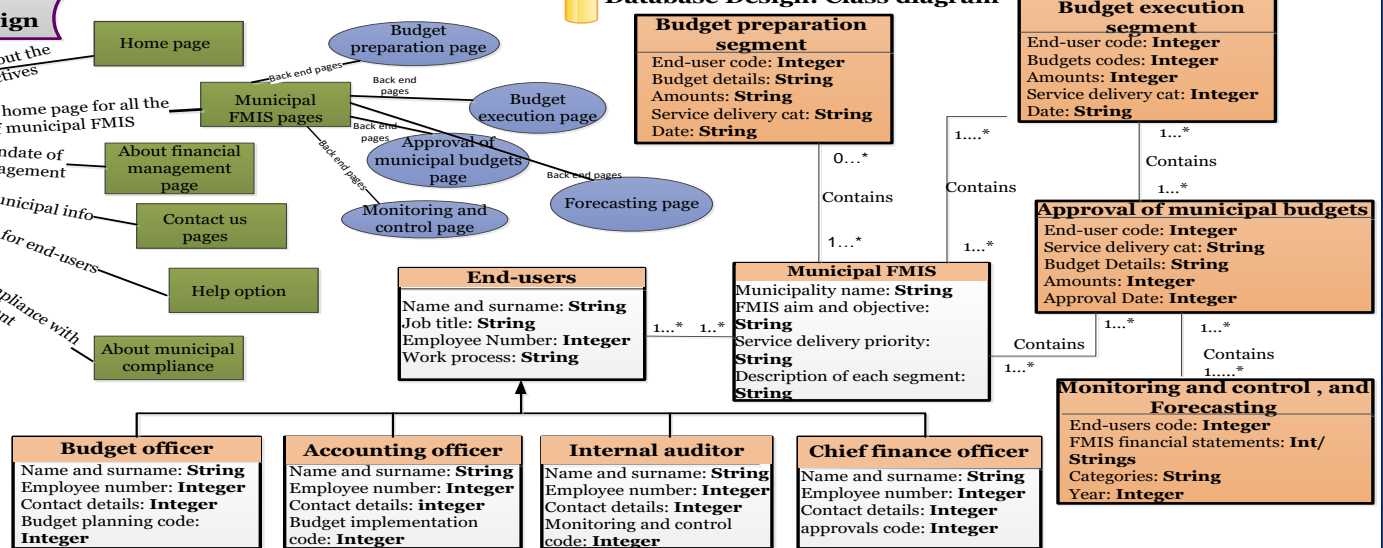 ign
out the
ctives
home page for all the
f municipal FMIS
ndate of
agement
unicipal info
for end-users
mpliance with
ent
Home page
Municipal
FMIS pages
About financial
management
page
Contact us
pages
Help option
About municipal
compliance
Back end pages
Back end
pages
Back end
pages
Back end pages
Back end pages
Budget
preparation page
Budget
execution page
Approval of
municipal budgets
page
Forecasting page
Monitoring and
control page
Database Design: Class diagram
Budget preparation
segment
End-user code: Integer
Budget details: String
Amounts: String
Service delivery cat: String
Date: String
Budget execution
segment
End-user code: Integer
Budgets codes: Integer
Amounts: Integer
Service delivery cat: Integer
Date: String
0...*
Contains
1...*
1....*
Contains
1...*
1...*
Contains
1...*
Approval of municipal budgets
End-user code: Integer
Service delivery cat: String
Budget Details: String
Amounts: Integer
Approval Date: Integer
End-users
Name and surname: String
Job title: String
Employee Number: Integer
Work process: String
1...* 1..*
Municipal FMIS
Municipality name: String
FMIS aim and objective:
String
Service delivery priority:
String
Description of each segment:
String
1...*
Contains
1...*
1...*
Contains
1.....*
Monitoring and control , and
Forecasting
End-users code: Integer
FMIS financial statements: Int/
Strings
Categories: String
Year: Integer
Budget officer
Name and surname: String
Employee number: Integer
Contact details: Integer
Budget planning code:
Integer
Accounting officer
Name and surname: String
Employee number: Integer
Contact details: integer
Budget implementation
code: Integer
Internal auditor
Name and surname: String
Employee number: Integer
Contact details: Integer
Monitoring and control
code: Integer
Chief finance officer
Name and surname: String
Employee number: Integer
Contact details: Integer
approvals code: Integer